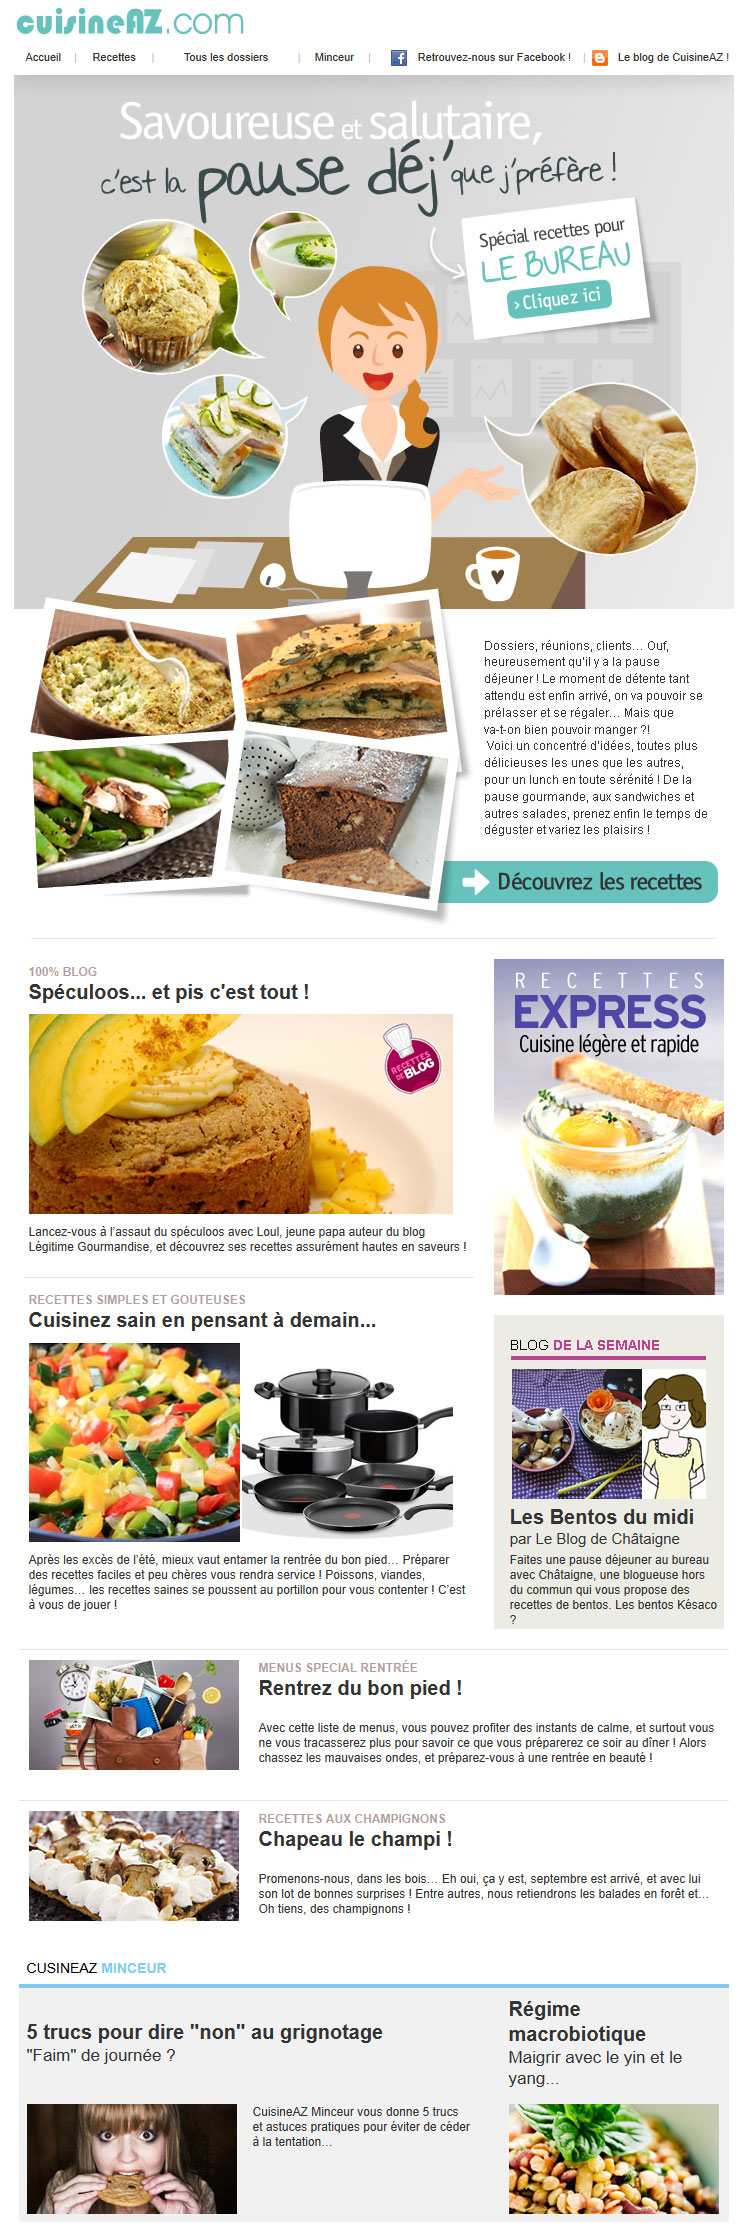 cuisineAZ.com
Accueil | Recettes | Tous les dossiers | Minceur | Retrouvez-nous sur Facebook ! | Le blog de CuisineAZ !
Savoureuse et salutaire,
c'est la pause déj' que j'préfère !
Spécial recettes pour
LE BUREAU
› Cliquez ici
Dossiers, réunions, clients... Ouf,
heureusement qu'il y a la pause
déjeuner ! Le moment de détente tant
attendu est enfin arrivé, on va pouvoir se
prélasser et se régaler... Mais que
va-t-on bien pouvoir manger ?!
Voici un concentré d'idées, toutes plus
délicieuses les unes que les autres,
pour un lunch en toute sérénité ! De la
pause gourmande, aux sandwiches et
autres salades, prenez enfin le temps de
déguster et variez les plaisirs !
Découvrez les recettes
100% BLOG
Spéculoos... et pis c'est tout !
RECETTES
DE BLOG
Lancez-vous à l'assaut du spéculoos avec Loul, jeune papa auteur du blog
Légitime Gourmandise, et découvrez ses recettes assurément hautes en saveurs !
RECETTES
EXPRESS
Cuisine légère et rapide
RECETTES SIMPLES ET GOUTEUSES
Cuisinez sain en pensant à demain...
Après les excès de l'été, mieux vaut entamer la rentrée du bon pied... Préparer
des recettes faciles et peu chères vous rendra service ! Poissons, viandes,
légumes... les recettes saines se poussent au portillon pour vous contenter ! C'est
à vous de jouer !
BLOG DE LA SEMAINE
Les Bentos du midi
par Le Blog de Châtaigne
Faites une pause déjeuner au bureau
avec Châtaigne, une blogueuse hors
du commun qui vous propose des
recettes de bentos. Les bentos Késaco
?
MENUS SPECIAL RENTRÉE
Rentrez du bon pied !
Avec cette liste de menus, vous pouvez profiter des instants de calme, et surtout vous
ne vous tracasserez plus pour savoir ce que vous préparerez ce soir au dîner ! Alors
chassez les mauvaises ondes, et préparez-vous à une rentrée en beauté !
RECETTES AUX CHAMPIGNONS
Chapeau le champi !
Promenons-nous, dans les bois... Eh oui, ça y est, septembre est arrivé, et avec lui
son lot de bonnes surprises ! Entre autres, nous retiendrons les balades en forêt et...
Oh tiens, des champignons !
CUSINEAZ MINCEUR
5 trucs pour dire "non" au grignotage
"Faim" de journée ?
CuisineAZ Minceur vous donne 5 trucs
et astuces pratiques pour éviter de céder
à la tentation...
Régime
macrobiotique
Maigrir avec le yin et le
yang...